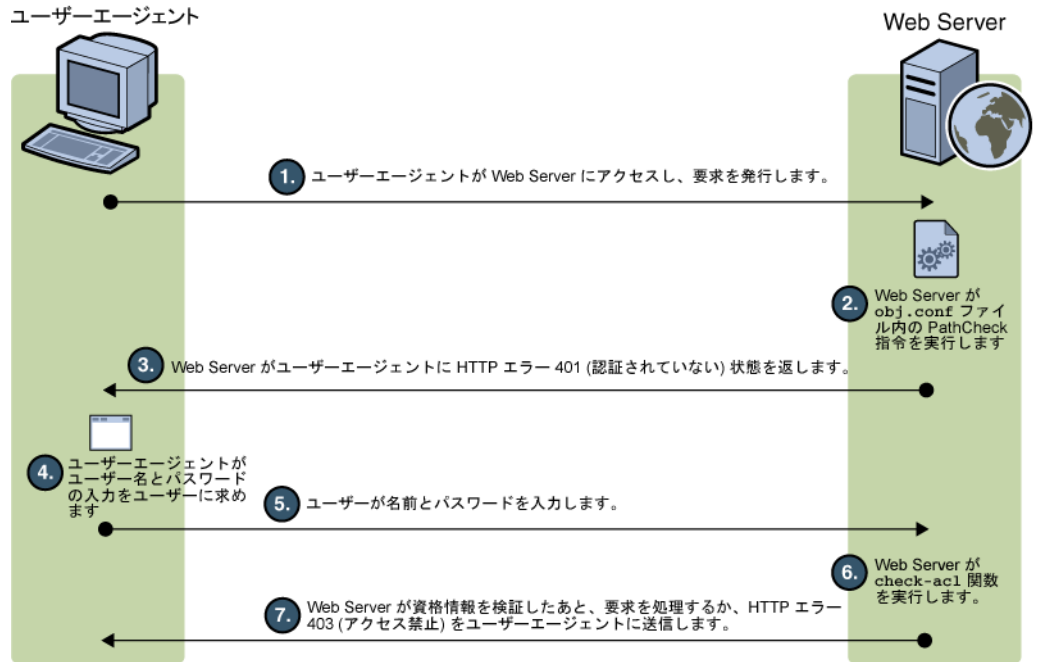 ユーザーエージェント
Web Server
1. ユーザーエージェントが Web Server にアクセスし、要求を発行します。
2. Web Server が
obj.conf ファイ
ル内の PathCheck
指令を実行します
3. Web Server がユーザーエージェントに HTTP エラー 401 (認証されていない) 状態を返します。
4. ユーザーエージェントが
ユーザー名とパスワード
の入力をユーザーに求め
ます
5. ユーザーが名前とパスワードを入力します。
6. Web Server が
check-acl 関数
を実行します。
7. Web Server が資格情報を検証したあと、要求を処理するか、HTTP エラー
403 (アクセス禁止) をユーザーエージェントに送信します。